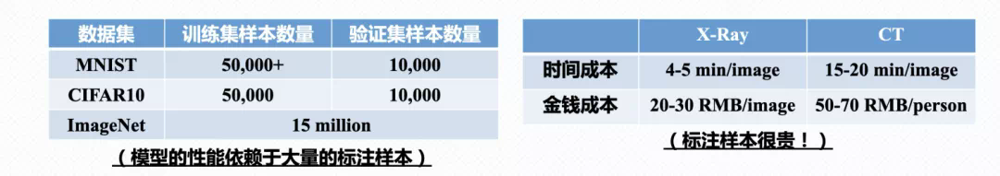 数据集 训练集样本数量 验证集样本数量
MNIST 50,000+ 10,000
CIFAR10 50,000 10,000
ImageNet 15 million
（模型的性能依赖于大量的标注样本）
X-Ray CT
时间成本 4-5 min/image 15-20 min/image
金钱成本 20-30 RMB/image 50-70 RMB/person
（标注样本很贵！）